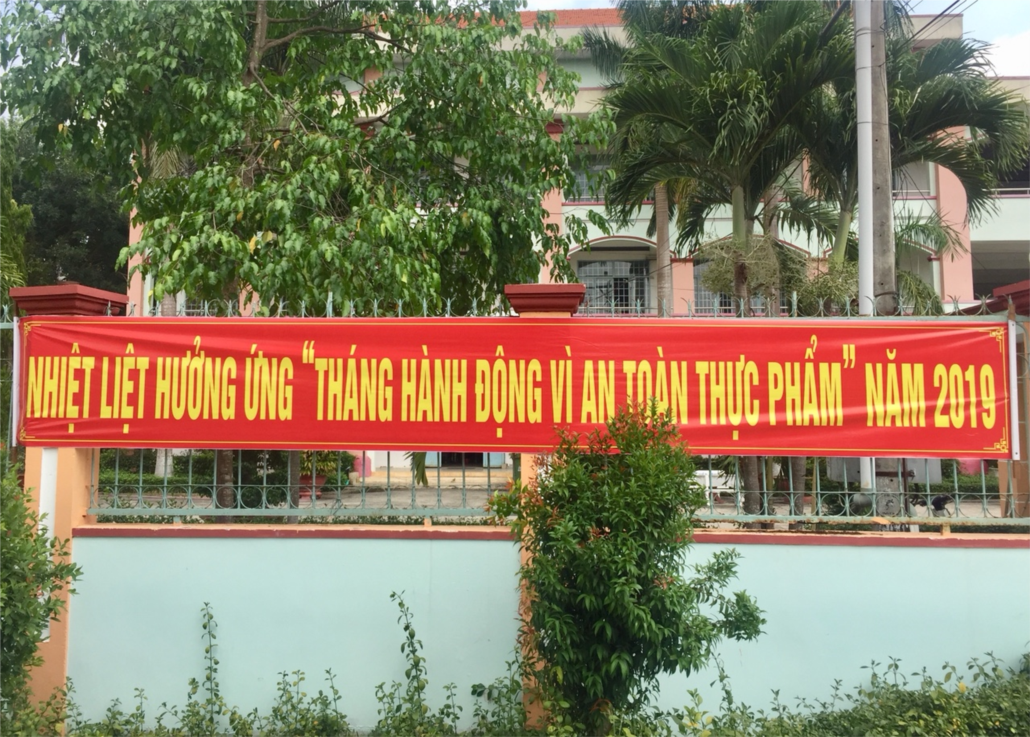 NHIỆT LIỆT HƯỞNG ỨNG “THÁNG HÀNH ĐỘNG VÌ AN TOÀN THỰC PHẨM” NĂM 2019